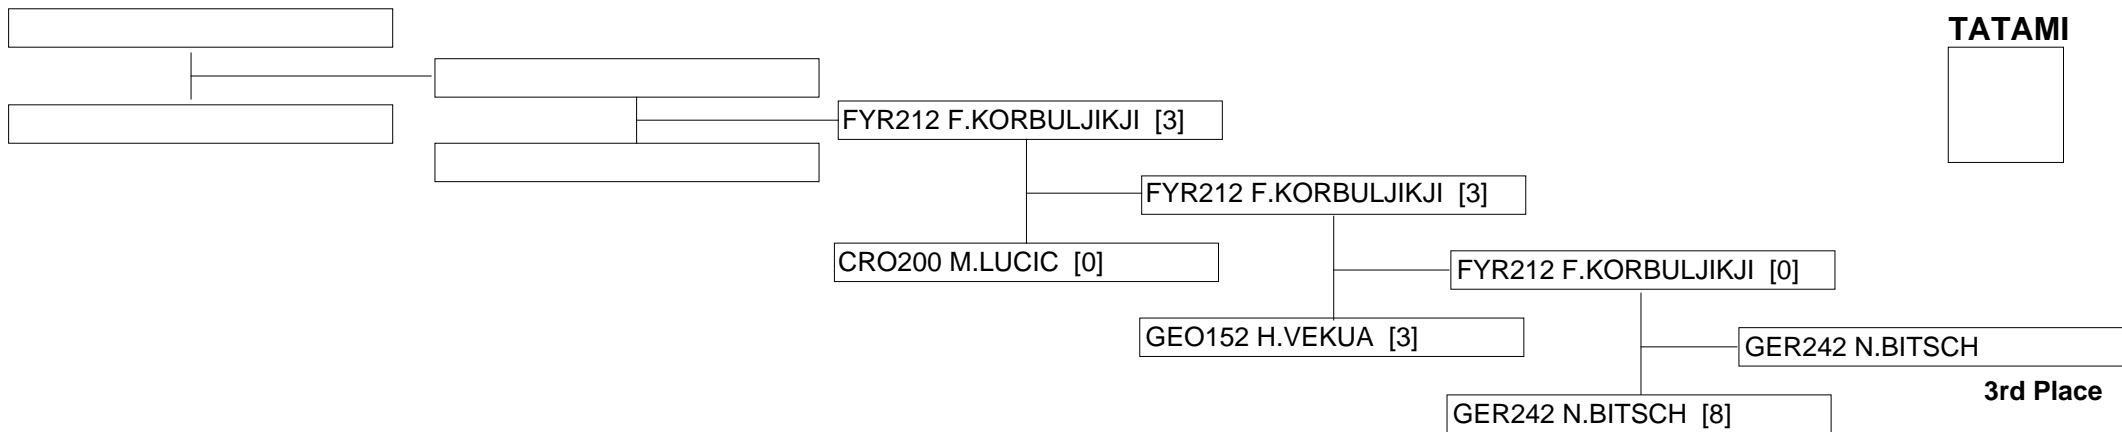 TATAMI
FYR212 F.KORBULJIKJI [3]
FYR212 F.KORBULJIKJI [3]
CRO200 M.LUCIC [0]
FYR212 F.KORBULJIKJI [0]
GEO152 H.VEKUA [3]
GER242 N.BITSCH
3rd Place
GER242 N.BITSCH [8]